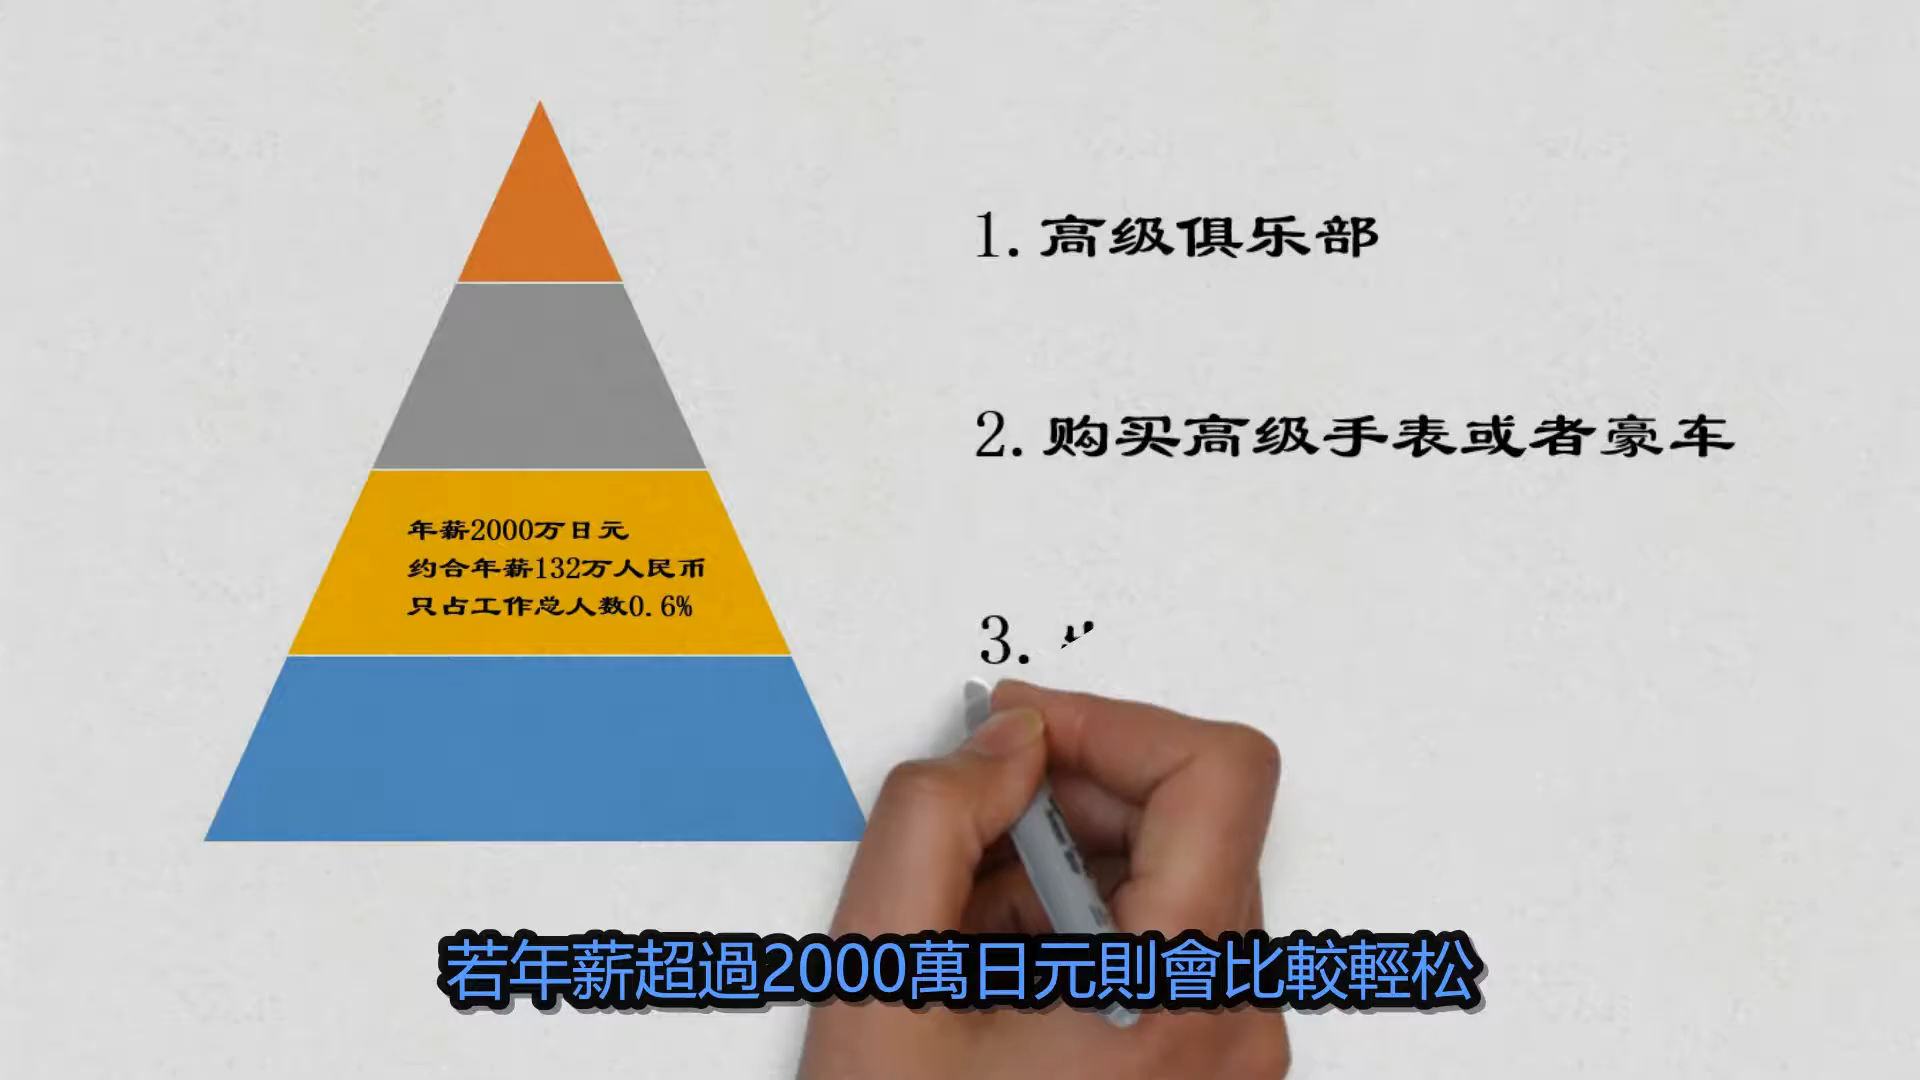 年薪2000万日元
约合年薪132万人民币
只占工作总人数0.6%
1.高级俱乐部
2.购买高级手表或者豪车
3.
若年薪超過2000萬日元則會比較輕松